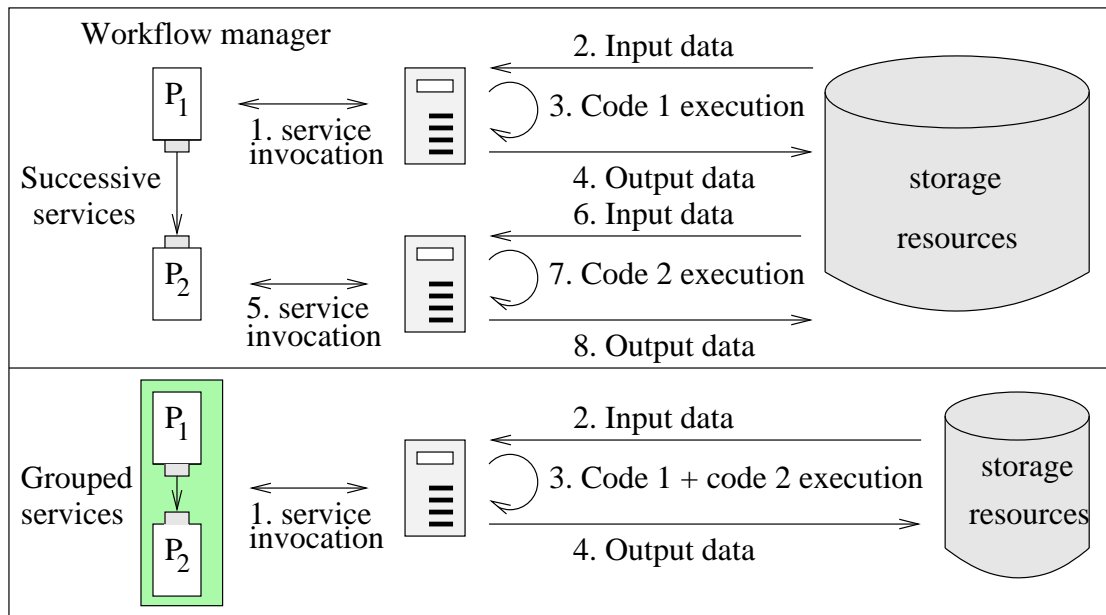 Workflow manager
2. Input data
P1
3. Code 1 execution
1. service
invocation
4. Output data
Successive
services
storage
resources
6. Input data
P2
7. Code 2 execution
5. service
invocation
8. Output data
P1
2. Input data
Grouped
services
3. Code 1 + code 2 execution
storage
resources
1. service
invocation
4. Output data
P2